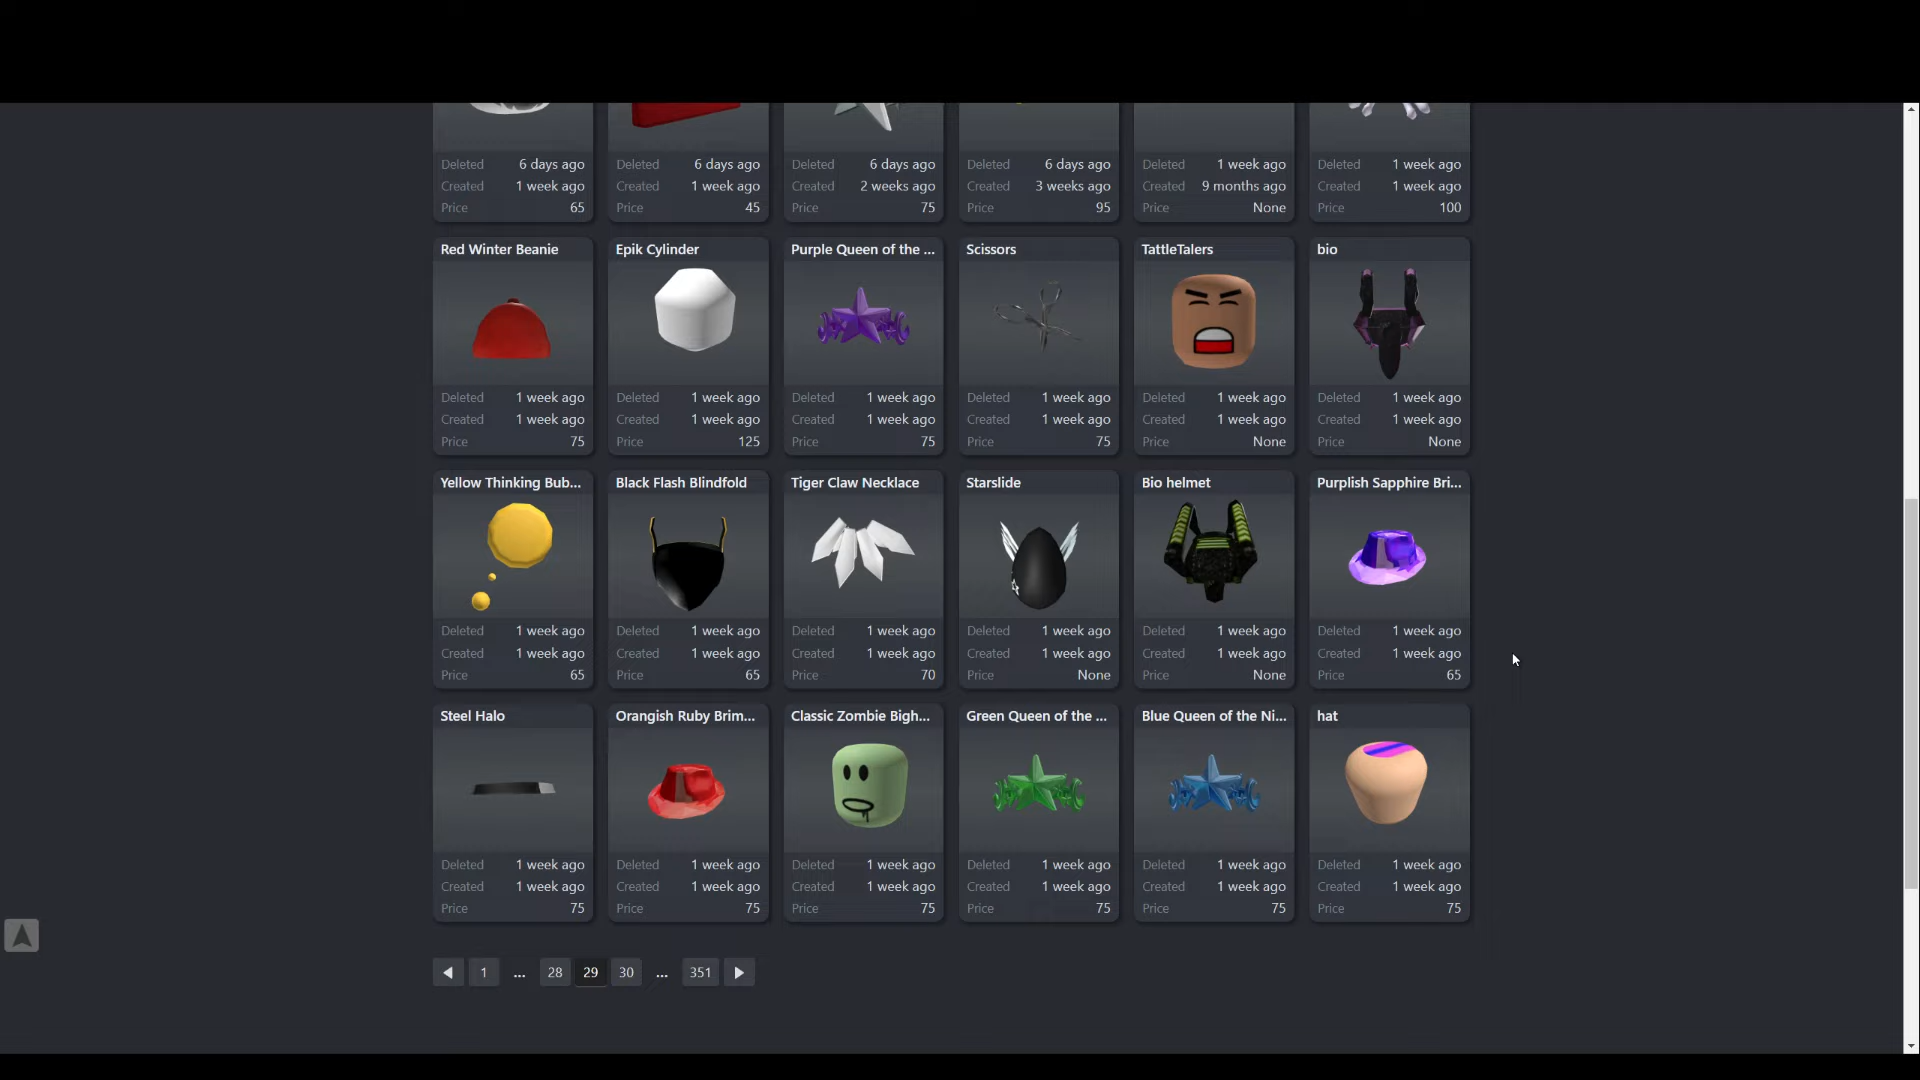 Deleted 6 days ago Deleted 6 days ago Deleted 6 days ago Deleted 6 days ago Deleted 1 week ago Deleted 1 week ago
Created 1 week ago Created 1 week ago Created 2 weeks ago Created 3 weeks ago Created 9 months ago Created 1 week ago
Price 65 Price 45 Price 75 Price 95 Price None Price 100
Red Winter Beanie Epik Cylinder Purple Queen of the ... Scissors TattleTalers bio
Deleted 1 week ago Deleted 1 week ago Deleted 1 week ago Deleted 1 week ago Deleted 1 week ago Deleted 1 week ago
Created 1 week ago Created 1 week ago Created 1 week ago Created 1 week ago Created 1 week ago Created 1 week ago
Price 75 Price 125 Price 75 Price 75 Price None Price None
Yellow Thinking Bub... Black Flash Blindfold Tiger Claw Necklace Starslide Bio helmet Purplish Sapphire Bri...
Deleted 1 week ago Deleted 1 week ago Deleted 1 week ago Deleted 1 week ago Deleted 1 week ago Deleted 1 week ago
Created 1 week ago Created 1 week ago Created 1 week ago Created 1 week ago Created 1 week ago Created 1 week ago
Price 65 Price 65 Price 70 Price None Price None Price 65
Steel Halo Orangish Ruby Brim... Classic Zombie Bigh... Green Queen of the ... Blue Queen of the Ni... hat
Deleted 1 week ago Deleted 1 week ago Deleted 1 week ago Deleted 1 week ago Deleted 1 week ago Deleted 1 week ago
Created 1 week ago Created 1 week ago Created 1 week ago Created 1 week ago Created 1 week ago Created 1 week ago
Price 75 Price 75 Price 75 Price 75 Price 75 Price 75
1 ... 28 29 30 ... 351